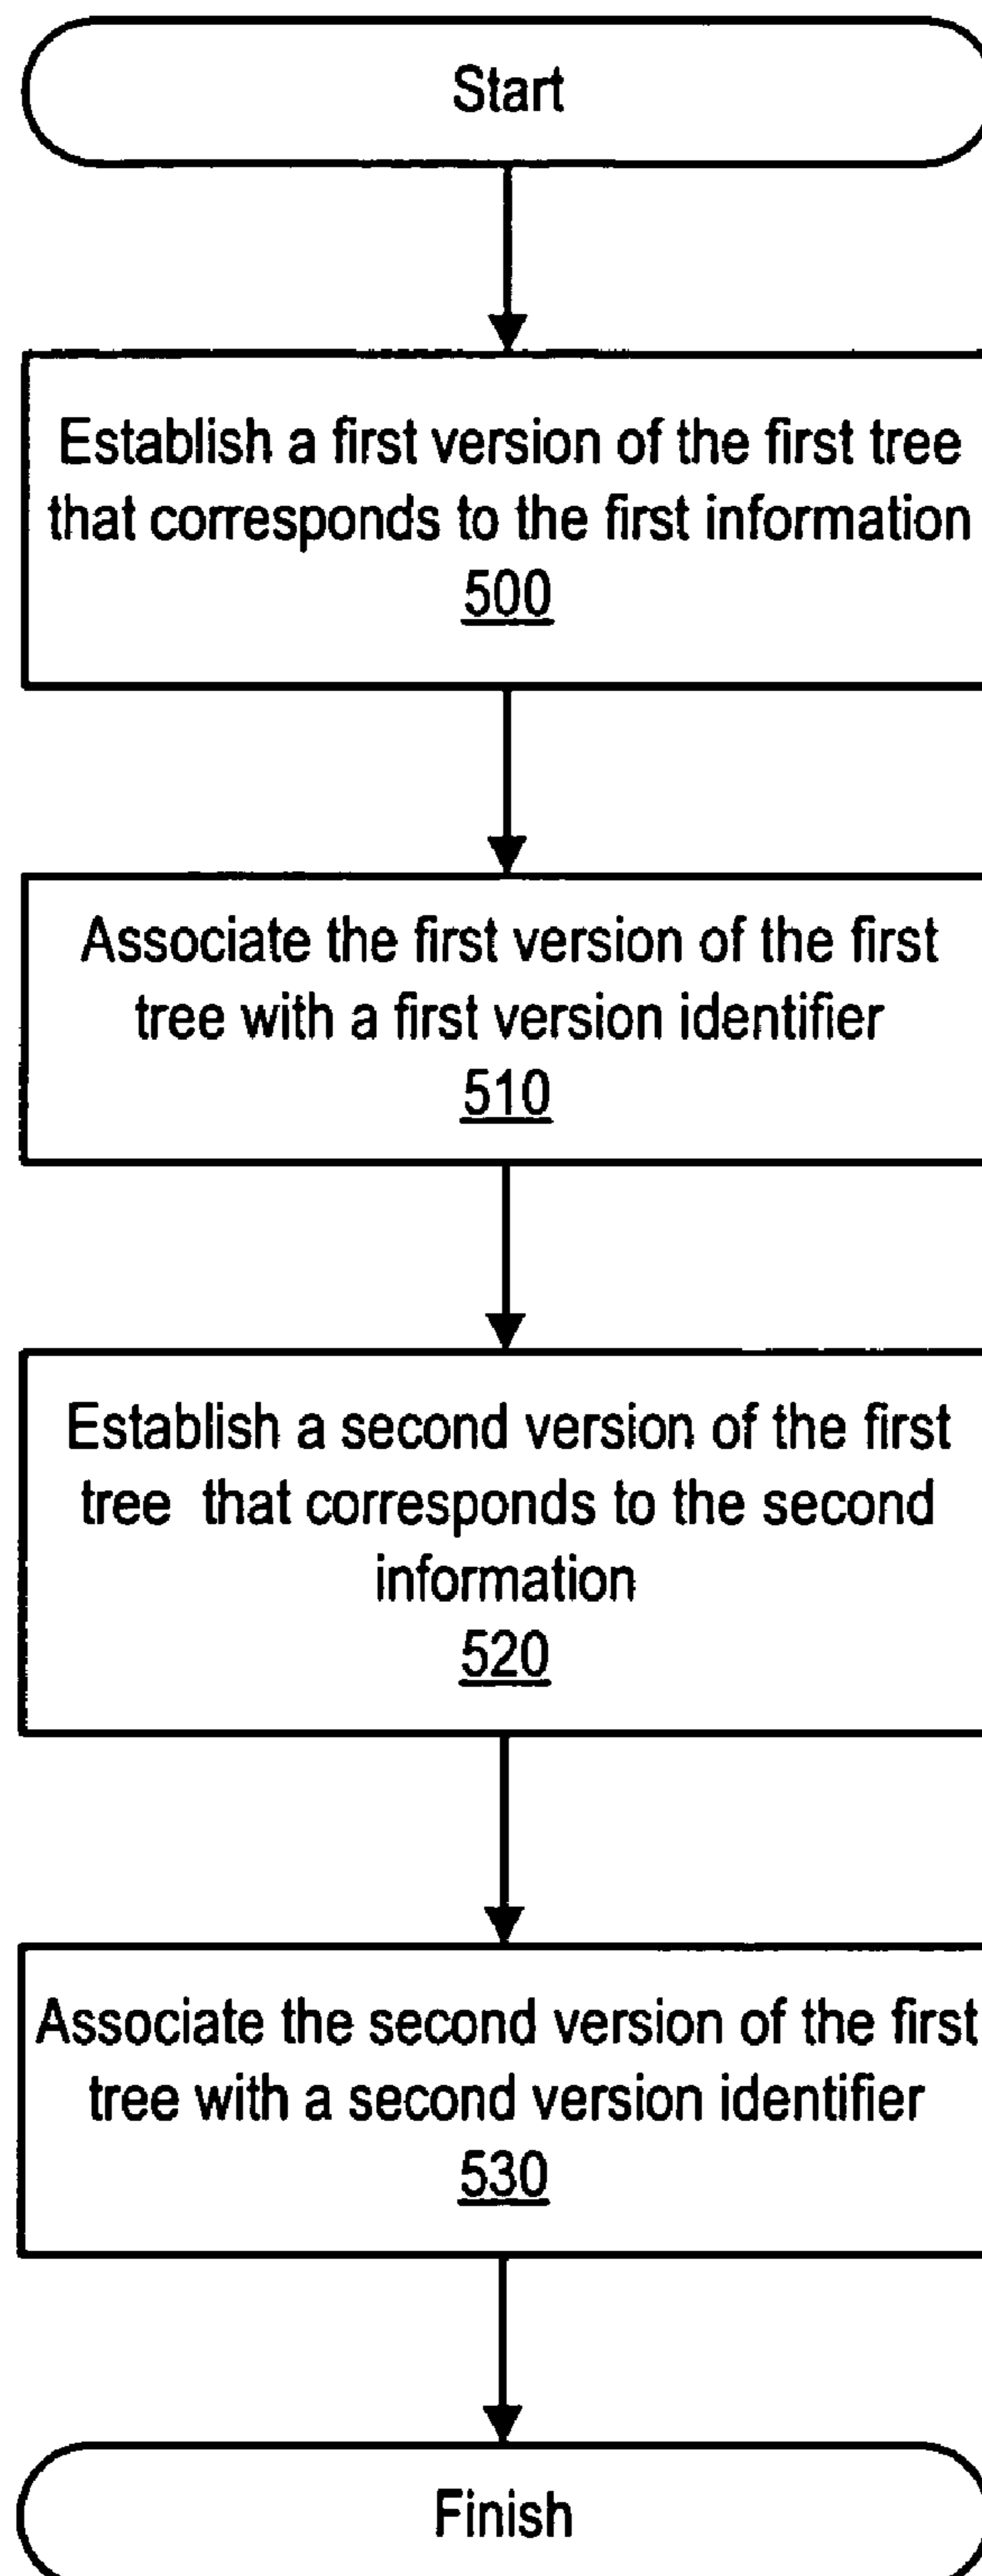 Start
Establish a first version of the first tree
that corresponds to the first information
500
Associate the first version of the first
tree with a first version identifier
510
Establish a second version of the first
tree that corresponds to the second
information
520
Associate the second version of the first
tree with a second version identifier
530
Finish